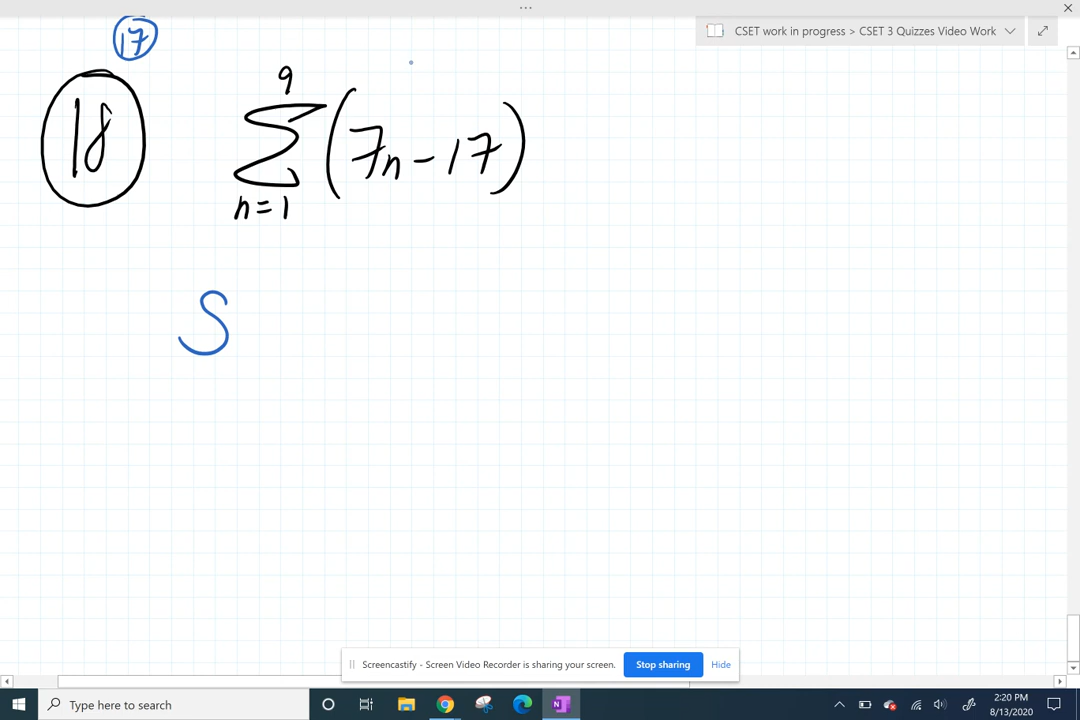 ...
CSET work in progress > CSET 3 Quizzes Video Work
17
18
9
∑ (7n - 17)
n = 1
S
Screencastify - Screen Video Recorder is sharing your screen.
Stop sharing
Hide
Type here to search
2:20 PM
8/13/2020